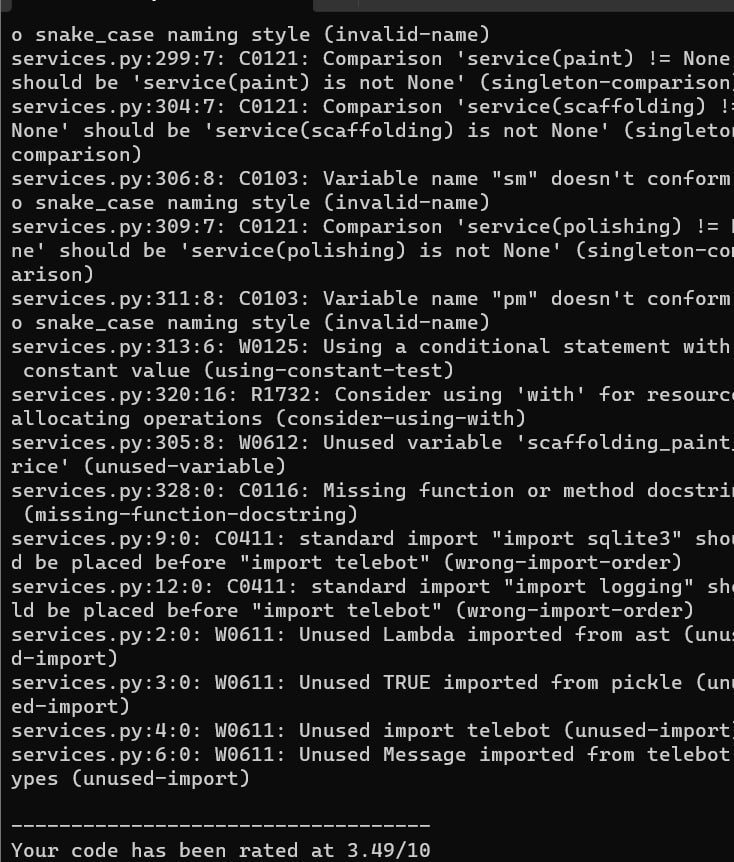 o snake_case naming style (invalid-name)
services.py:299:7: C0121: Comparison 'service(paint) != None
should be 'service(paint) is not None' (singleton-comparison)
services.py:304:7: C0121: Comparison 'service(scaffolding) !=
None' should be 'service(scaffolding) is not None' (singleton
comparison)
services.py:306:8: C0103: Variable name "sm" doesn't conform
o snake_case naming style (invalid-name)
services.py:309:7: C0121: Comparison 'service(polishing) !=
ne' should be 'service(polishing) is not None' (singleton-co
arison)
services.py:311:8: C0103: Variable name "pm" doesn't conform
o snake_case naming style (invalid-name)
services.py:313:6: W0125: Using a conditional statement with
constant value (using-constant-test)
services.py:320:16: R1732: Consider using 'with' for resource
allocating operations (consider-using-with)
services.py:305:8: W0612: Unused variable 'scaffolding_paint_
rice' (unused-variable)
services.py:328:0: C0116: Missing function or method docstrin
(missing-function-docstring)
services.py:9:0: C0411: standard import "import sqlite3" shou
d be placed before "import telebot" (wrong-import-order)
services.py:12:0: C0411: standard import "import logging" sho
ld be placed before "import telebot" (wrong-import-order)
services.py:2:0: W0611: Unused Lambda imported from ast (unus
d-import)
services.py:3:0: W0611: Unused TRUE imported from pickle (unu
ed-import)
services.py:4:0: W0611: Unused import telebot (unused-import)
services.py:6:0: W0611: Unused Message imported from telebot
ypes (unused-import)
-----------------------------------
Your code has been rated at 3.49/10